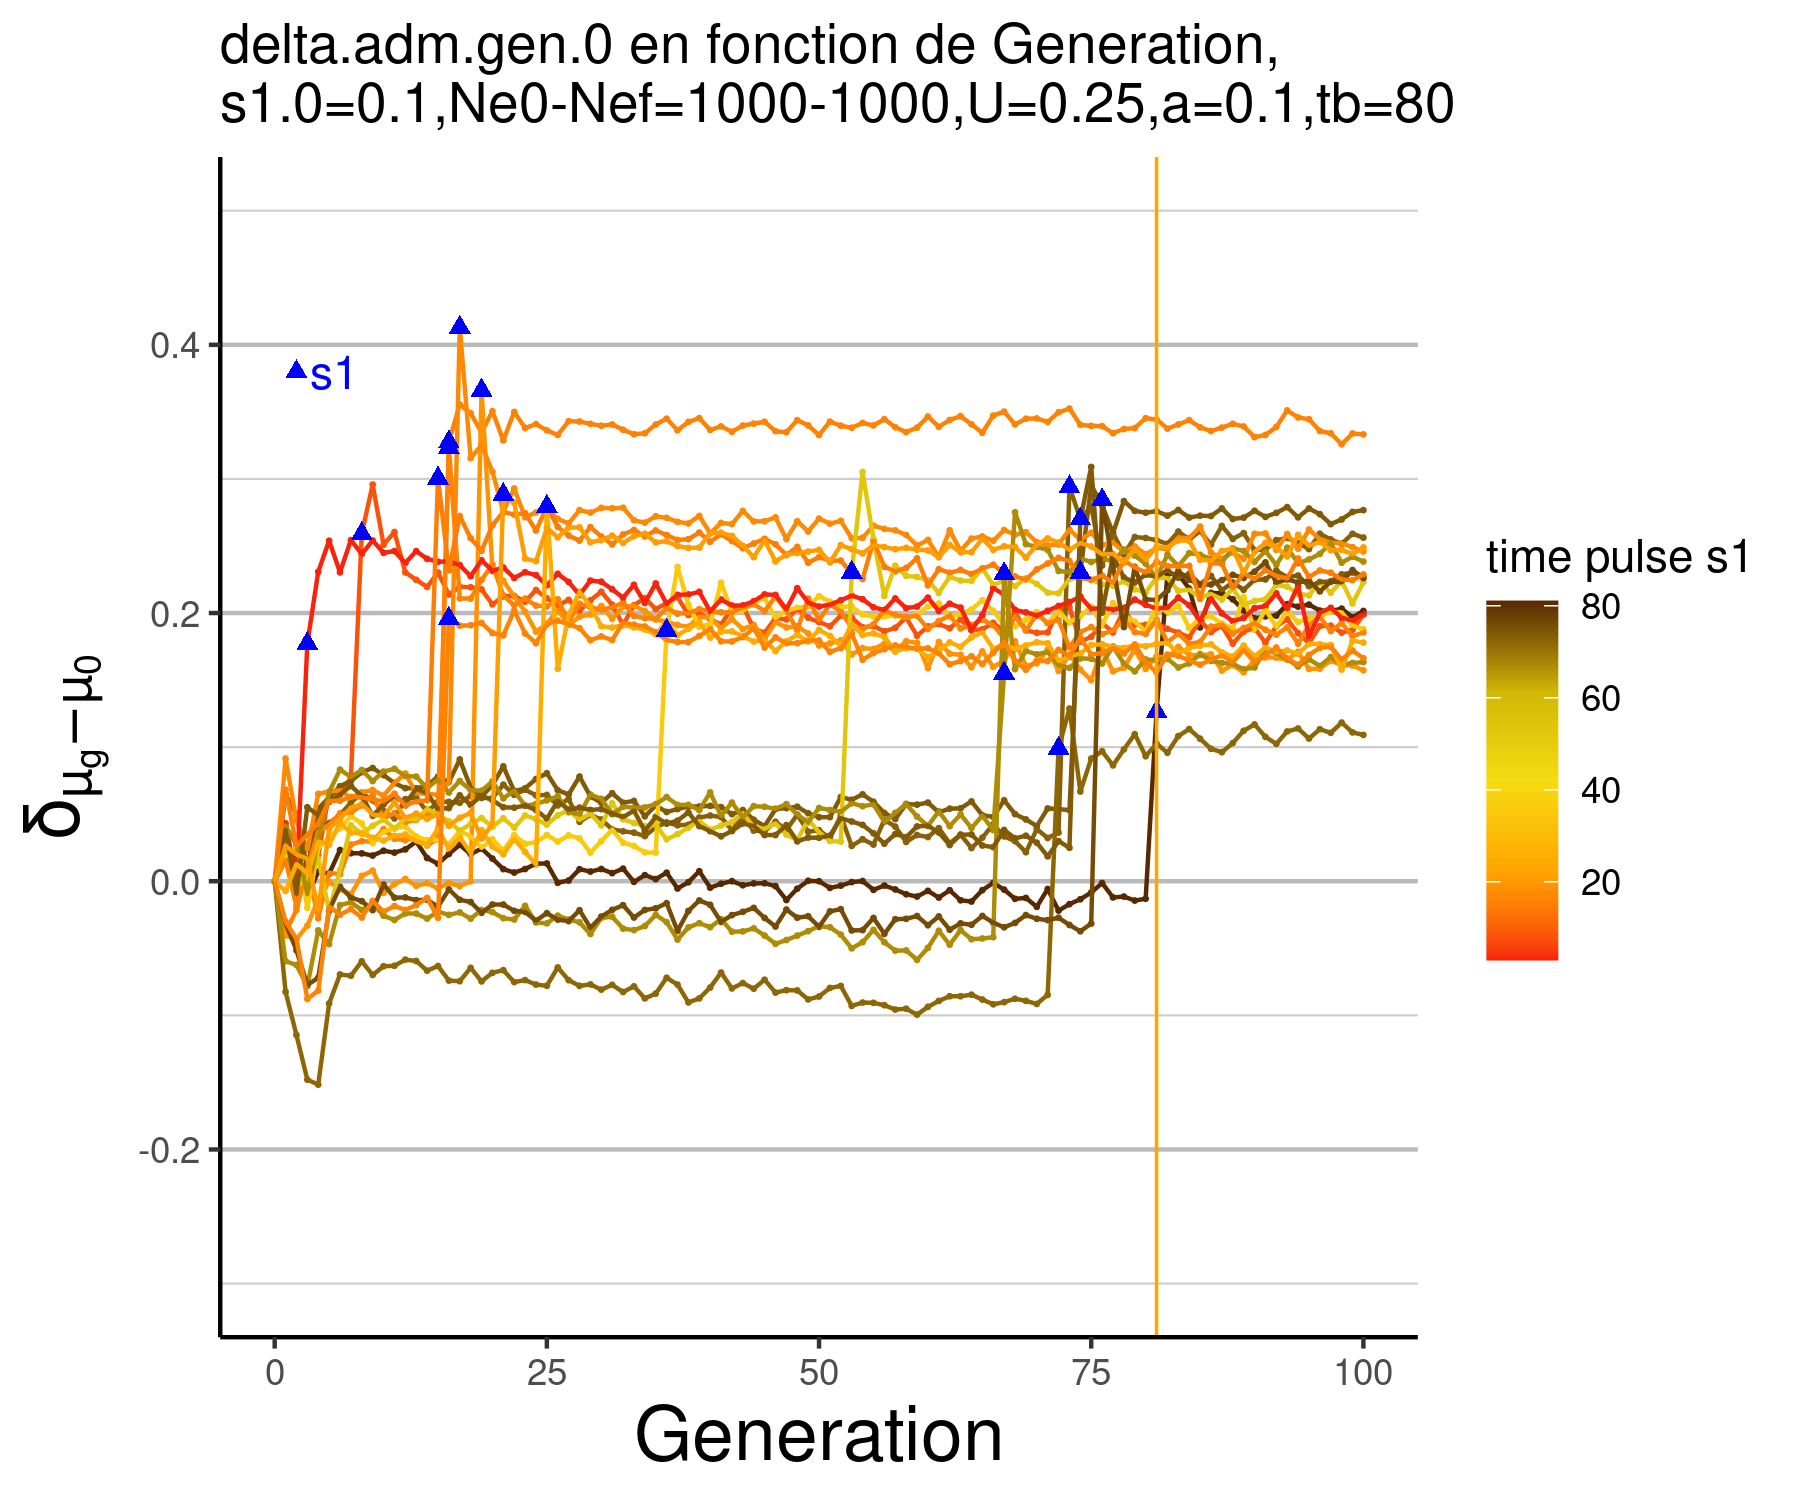 delta.adm.gen.0 en fonction de Generation,
s1.0=0.1,Ne0-Nef=1000-1000,U=0.25,a=0.1,tb=80
0.4
0.2
0.0
-0.2
δμg−μ0
s1
0 25 50 75 100
Generation
time pulse s1
80
60
40
20